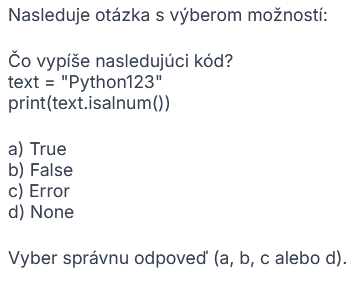 Nasleduje otázka s výberom možností:
Čo vypíše nasledujúci kód?
text = "Python123"
print(text.isalnum())
a) True
b) False
c) Error
d) None
Vyber správnu odpoveď (a, b, c alebo d).